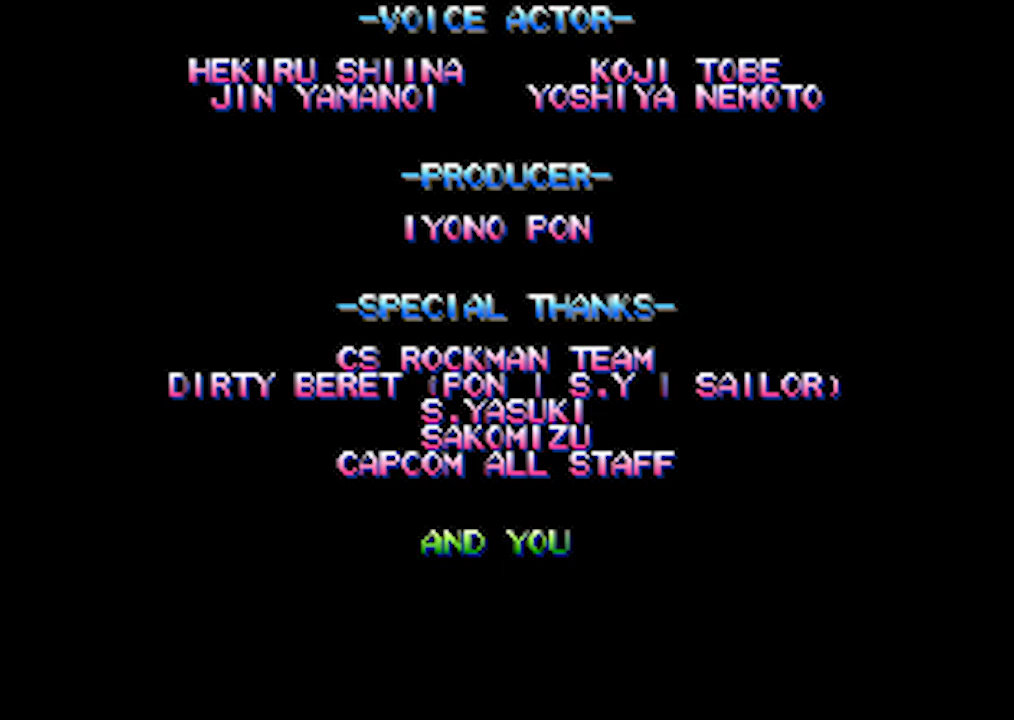 -VOICE ACTOR-
HEKIRU SHIINA KOJI TOBE
JIN YAMANOI YOSHIYA NEMOTO
-PRODUCER-
IYONO PON
-SPECIAL THANKS-
CS ROCKMAN TEAM
DIRTY BERET (PON | S.Y | SAILOR)
S.YASUKI
SAKOMIZU
CAPCOM ALL STAFF
AND YOU